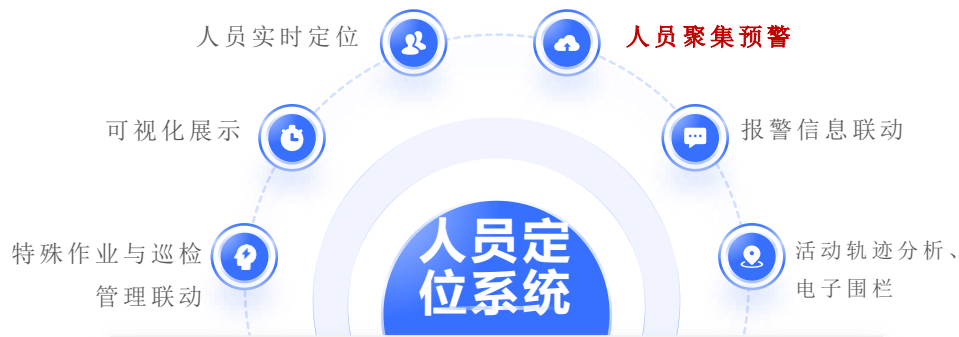 人员实时定位
人员聚集预警
可视化展示
报警信息联动
特殊作业与巡检
管理联动
人员定
位系统
活动轨迹分析、
电子围栏